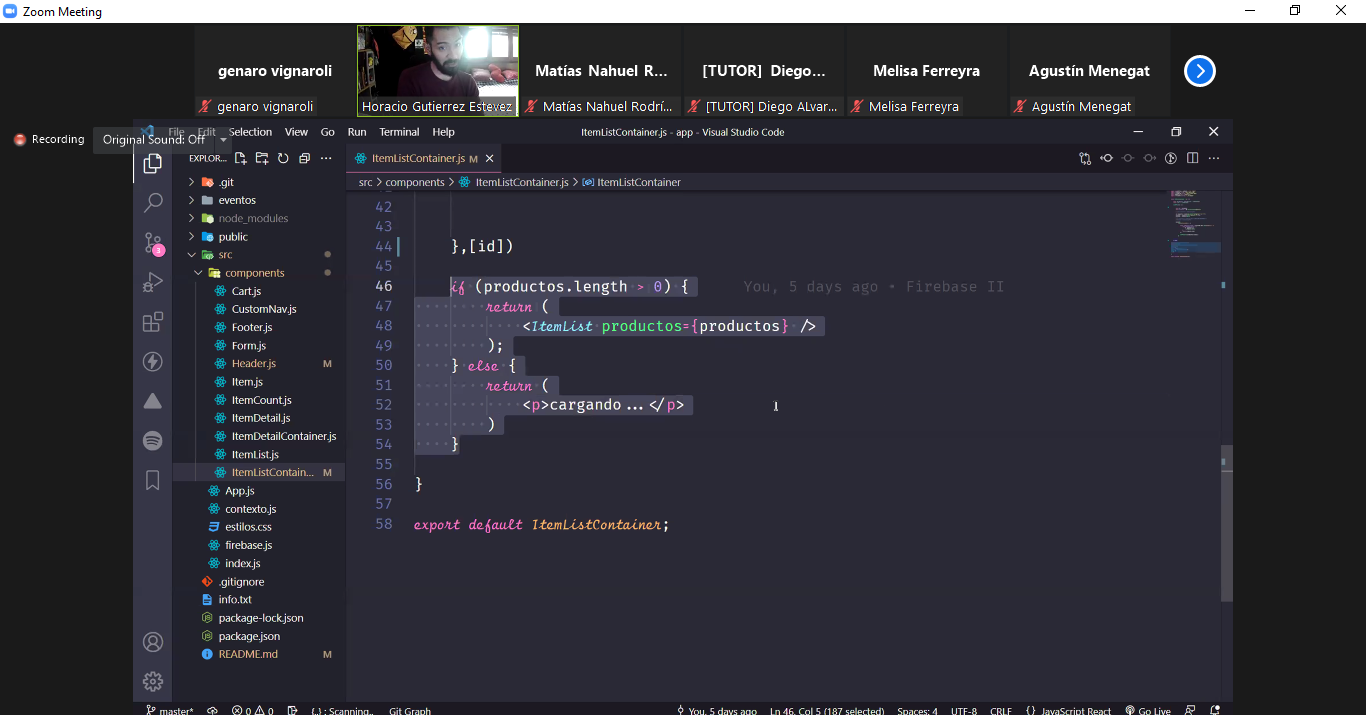 Zoom Meeting
genaro vignaroli
Matías Nahuel R...
[TUTOR] Diego...
Melisa Ferreyra
Agustín Menegat
genaro vignaroli
Horacio Gutierrez Estevez
Matías Nahuel Rodrí...
[TUTOR] Diego ALvar...
Melisa Ferreyra
Agustín Menegat
Recording
Original Sound: Off
File Edit Selection View Go Run Terminal Help
ItemListContainer.js - app - Visual Studio Code
EXPLOR...
ItemListContainer.js M
src > components > ItemListContainer.js > ItemListContainer
.git
eventos
node_modules
public
src
components
Cart.js
CustomNav.js
Footer.js
Form.js
Header.js M
Item.js
ItemCount.js
ItemDetail.js
ItemDetailContainer.js
ItemList.js
ItemListContain... M
App.js
contexto.js
estilos.css
firebase.js
index.js
.gitignore
info.txt
package-lock.json
package.json
README.md M
3
42
43
44 },[id])
45
46 if (productos.length > 0) { You, 5 days ago • Firebase II
47 return (
48 <ItemList productos={productos} />
49 );
50 } else {
51 return (
52 <p>cargando...</p>
53 )
54 }
55
56 }
57
58 export default ItemListContainer;
master* 0 0 {..} : Scanning.. Git Graph
You, 5 days ago Ln 46, Col 5 (187 selected) Spaces: 4 UTF-8 CRLF {} JavaScript React Go Live